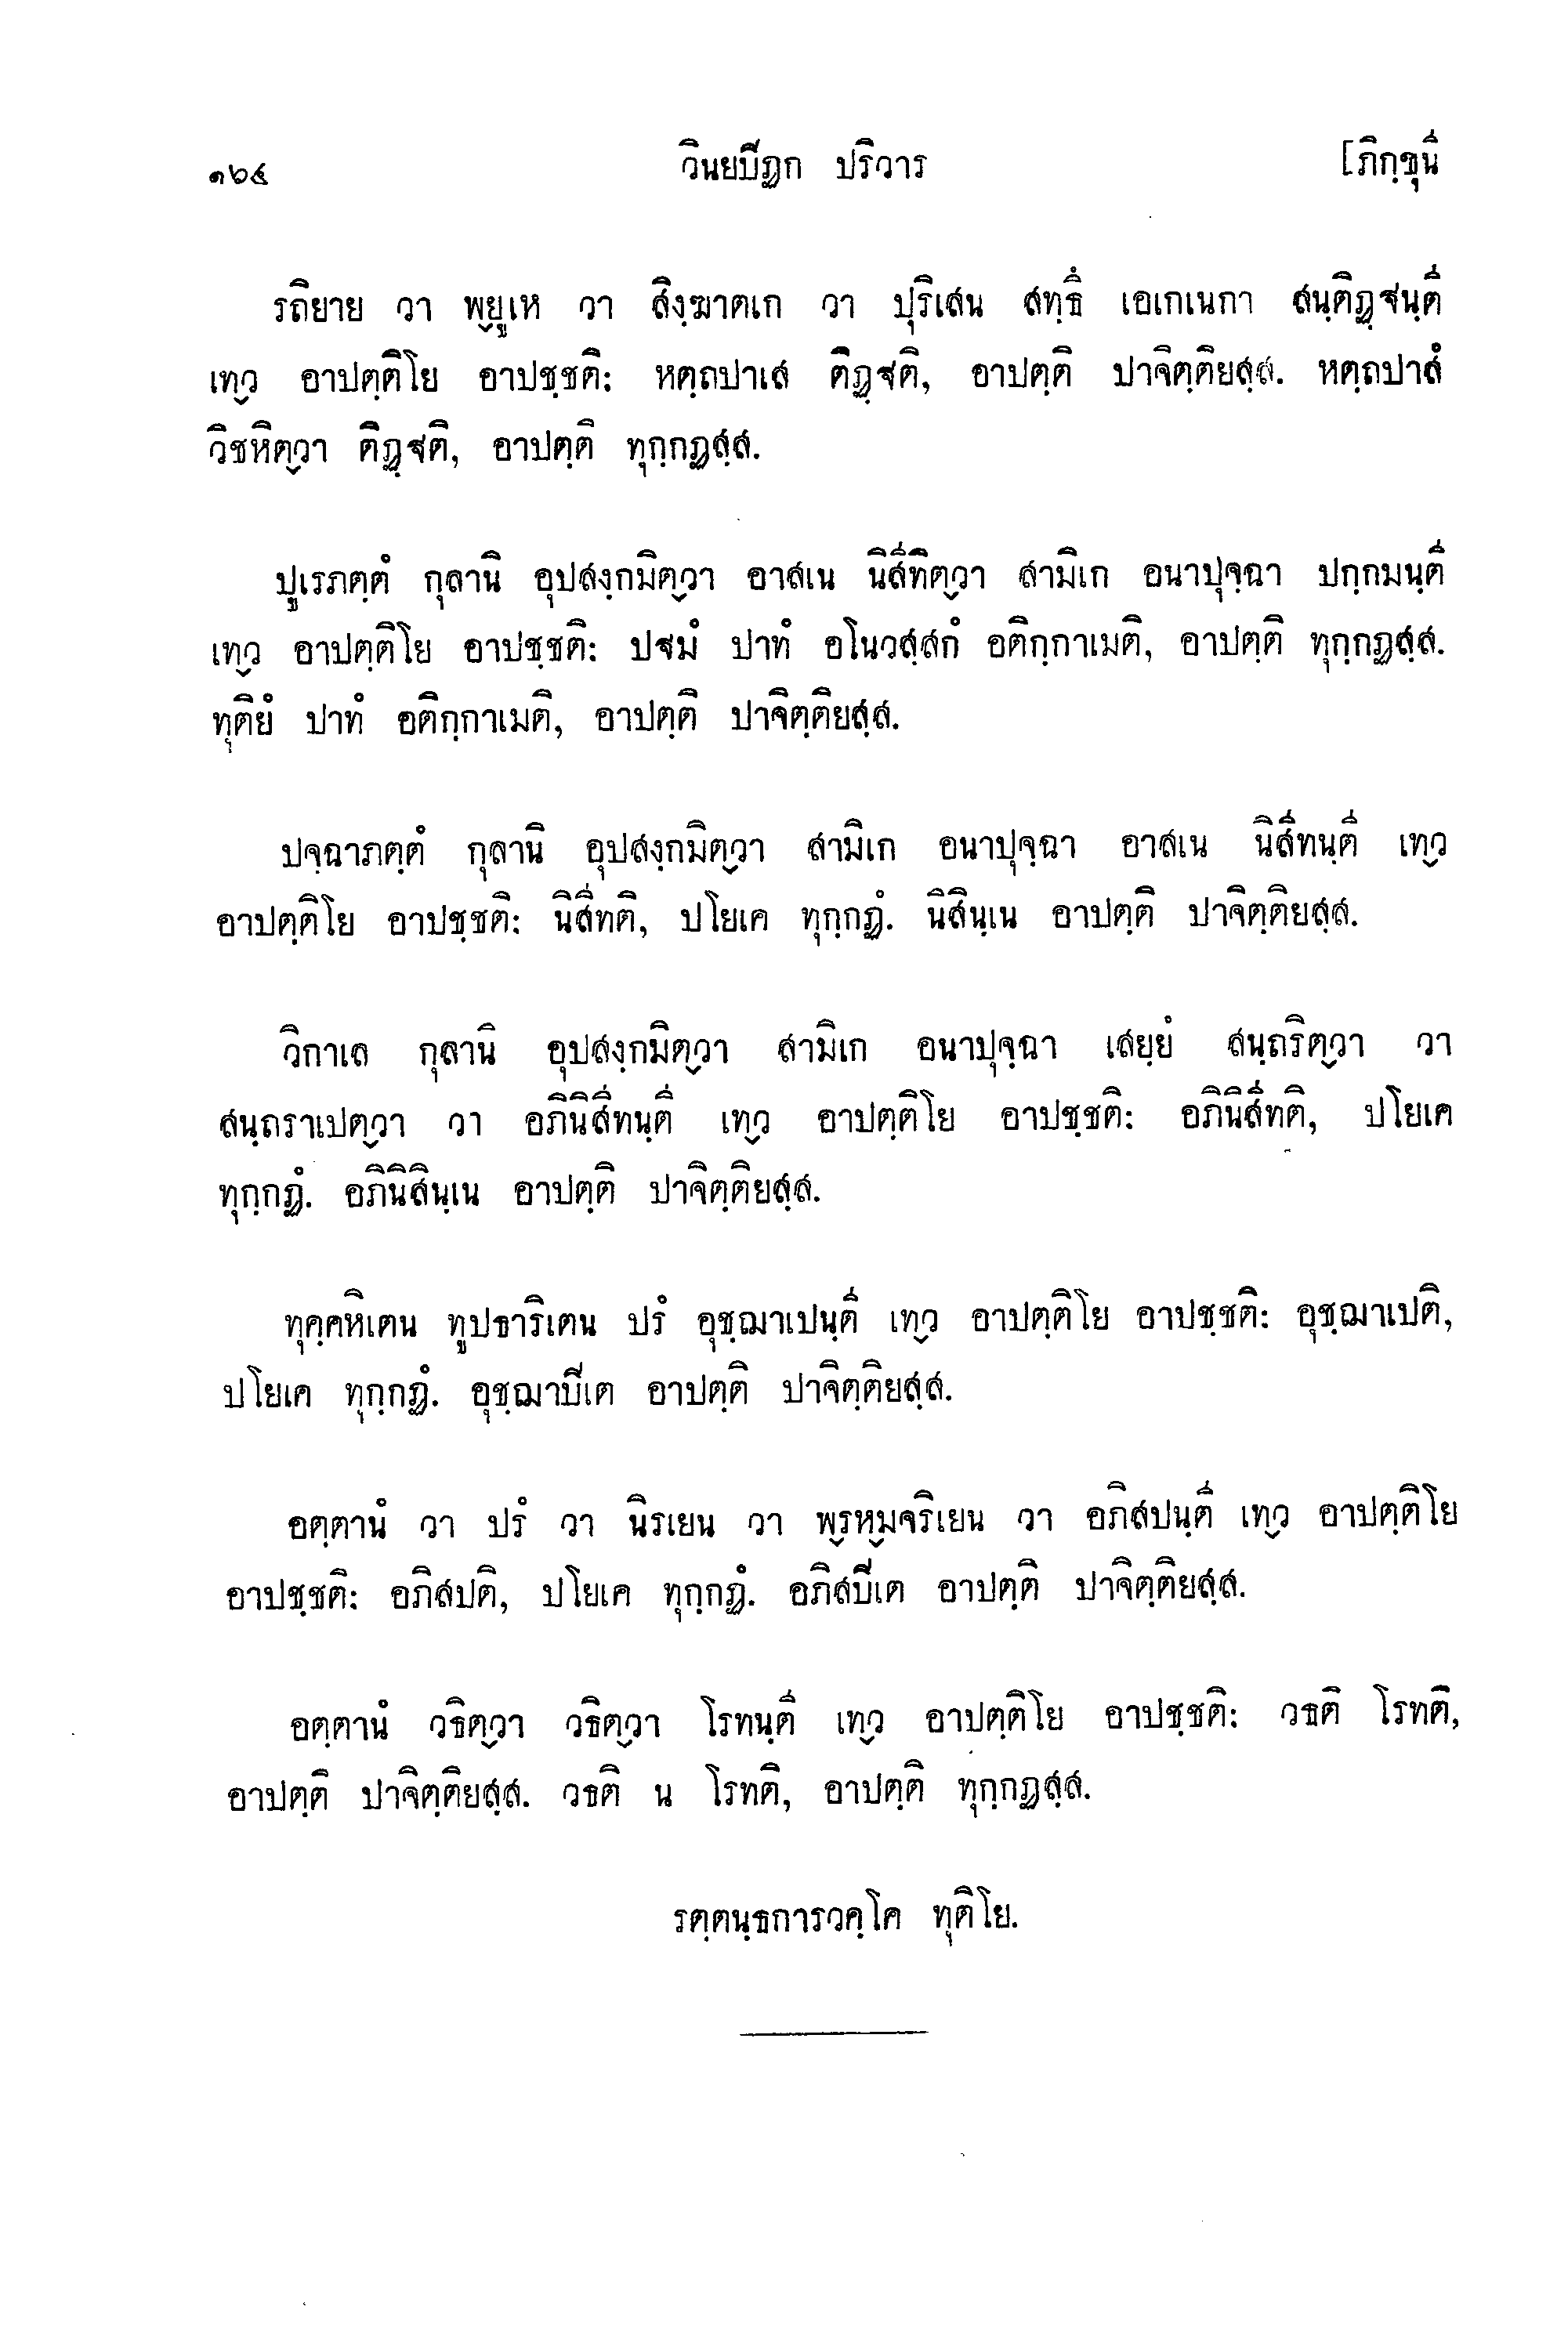 ๑๖๔ วินยปิฏก ปริวาร [ภิกฺขุนี
รถิยาย วา พ๎ยูเห วา สิงฺฆาตเก วา ปุริเสน สทฺธึ เอเกเนกา สนฺติฏฺฐนฺตี
เท๎ว อาปตฺติโย อาปชฺชติ: หตฺถปาเส ติฏฺฐติ, อาปตฺติ ปาจิตฺติยสฺส. หตฺถปาสํ
วิชหิต๎วา ติฏฺฐติ, อาปตฺติ ทุกฺกฏสฺส.
ปูเรภตฺตํ กุลานิ อุปสงฺกมิต๎วา อาสเน นิสีทิต๎วา สามิเก อนาปุจฺฉา ปกฺกมนฺตี
เท๎ว อาปตฺติโย อาปชฺชติ: ปฐมํ ปาทํ อโนวสฺสกํ อติกฺกาเมติ, อาปตฺติ ทุกฺกฏสฺส.
ทุติยํ ปาทํ อติกฺกาเมติ, อาปตฺติ ปาจิตฺติยสฺส.
ปจฺฉาภตฺตํ กุลานิ อุปสงฺกมิต๎วา สามิเก อนาปุจฺฉา อาสเน นิสีทนฺตี เท๎ว
อาปตฺติโย อาปชฺชติ: นิสีทติ, ปโยเค ทุกฺกฏํ. นิสินฺเน อาปตฺติ ปาจิตฺติยสฺส.
วิกาเล กุลานิ อุปสงฺกมิต๎วา สามิเก อนาปุจฺฉา เสยฺยํ สนฺถริต๎วา วา
สนฺถราเปต๎วา วา อภินิสีทนฺตี เท๎ว อาปตฺติโย อาปชฺชติ: อภินิสีทติ, ปโยเค
ทุกฺกฏํ. อภินิสินฺเน อาปตฺติ ปาจิตฺติยสฺส.
ทุคฺคหิเตน ทูปธาริเตน ปรํ อุชฺฌาเปนฺตี เท๎ว อาปตฺติโย อาปชฺชติ: อุชฺฌาเปติ,
ปโยเค ทุกฺกฏํ. อุชฺฌาปิเต อาปตฺติ ปาจิตฺติยสฺส.
อตฺตานํ วา ปรํ วา นิรเยน วา พ๎รห๎มจริเยน วา อภิสปนฺตี เท๎ว อาปตฺติโย
อาปชฺชติ: อภิสปติ, ปโยเค ทุกฺกฏํ. อภิสปิเต อาปตฺติ ปาจิตฺติยสฺส.
อตฺตานํ วธิต๎วา วธิต๎วา โรทนฺตี เท๎ว อาปตฺติโย อาปชฺชติ: วธติ โรทติ,
อาปตฺติ ปาจิตฺติยสฺส. วธติ น โรทติ, อาปตฺติ ทุกฺกฏสฺส.
รตฺตนฺธการวคฺโค ทุติโย.